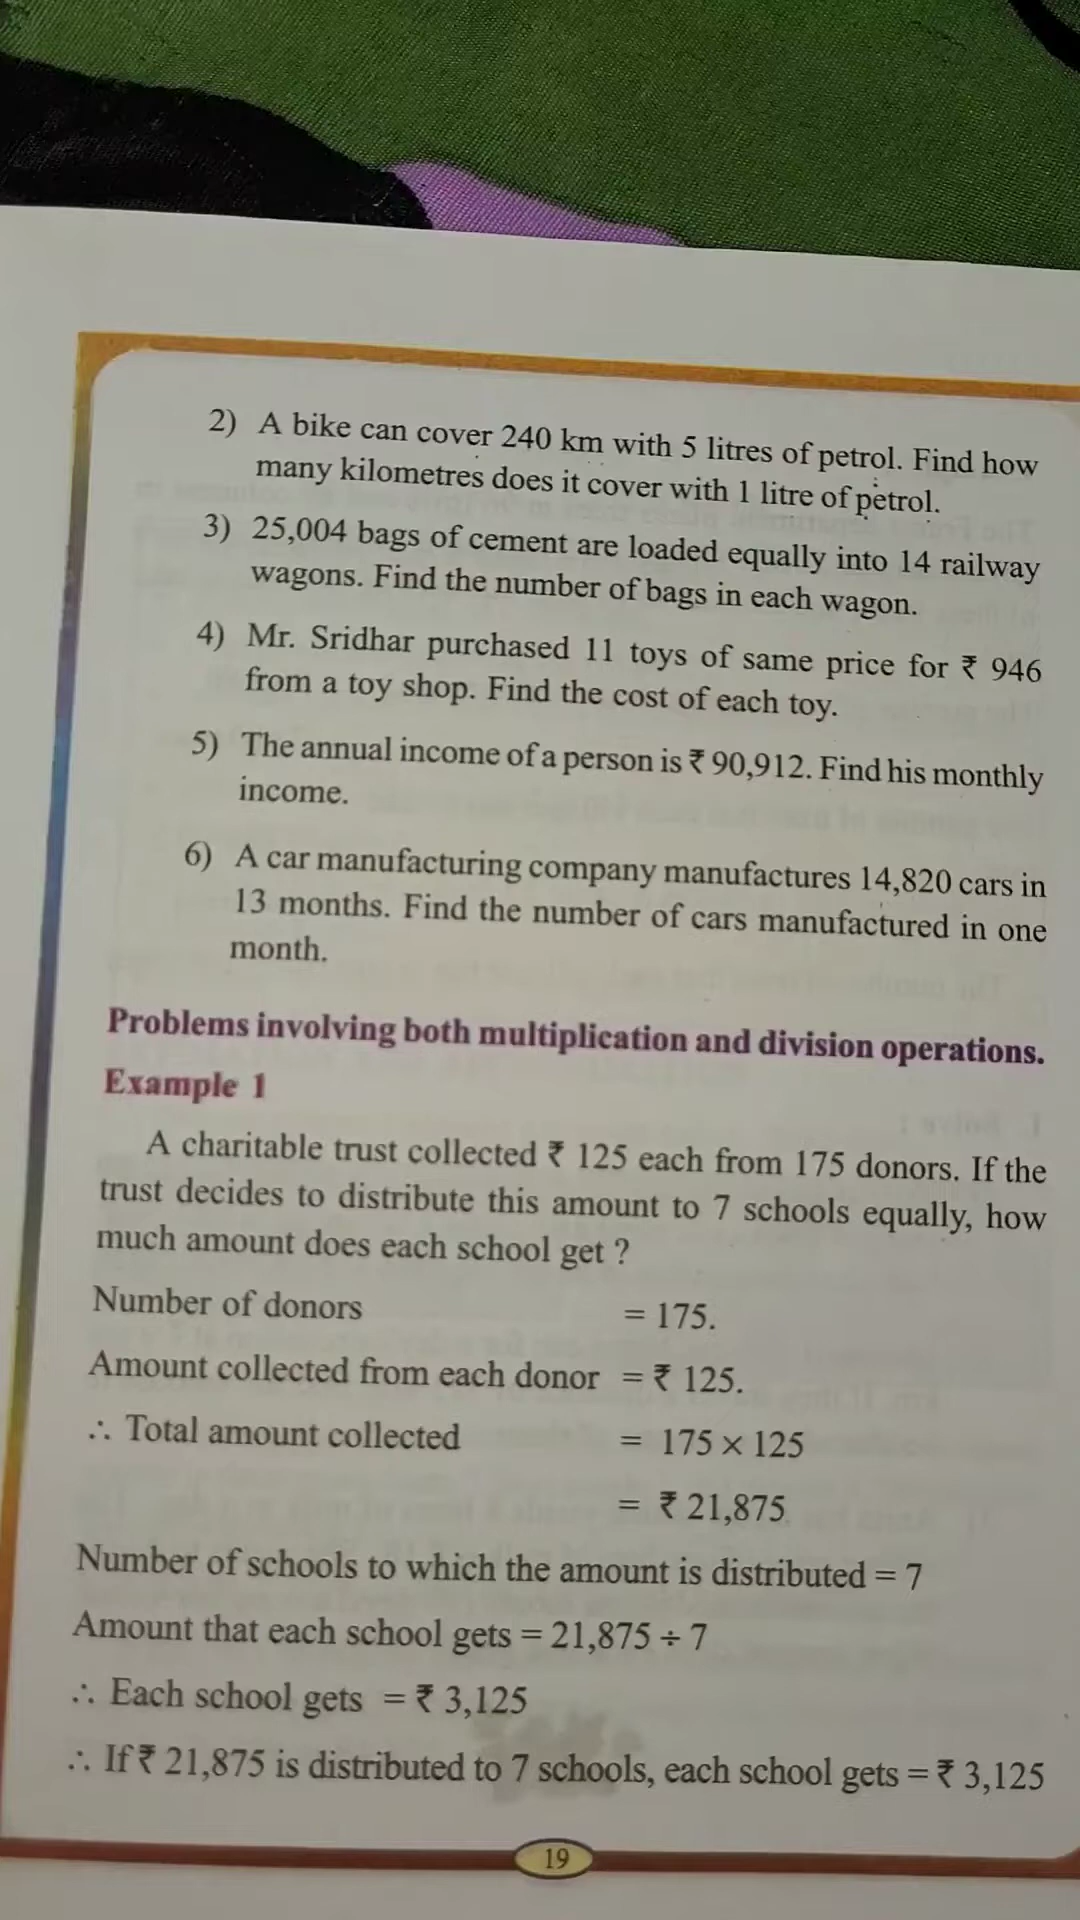 2) A bike can cover 240 km with 5 litres of petrol. Find how
many kilometres does it cover with 1 litre of petrol.
3) 25,004 bags of cement are loaded equally into 14 railway
wagons. Find the number of bags in each wagon.
4) Mr. Sridhar purchased 11 toys of same price for ₹ 946
from a toy shop. Find the cost of each toy.
5) The annual income of a person is ₹ 90,912. Find his monthly
income.
6) A car manufacturing company manufactures 14,820 cars in
13 months. Find the number of cars manufactured in one
month.
Problems involving both multiplication and division operations.
Example 1
A charitable trust collected ₹ 125 each from 175 donors. If the
trust decides to distribute this amount to 7 schools equally, how
much amount does each school get ?
Number of donors = 175.
Amount collected from each donor = ₹ 125.
∴ Total amount collected = 175 × 125
= ₹ 21,875
Number of schools to which the amount is distributed = 7
Amount that each school gets = 21,875 ÷ 7
∴ Each school gets = ₹ 3,125
∴ If ₹ 21,875 is distributed to 7 schools, each school gets = ₹ 3,125
19